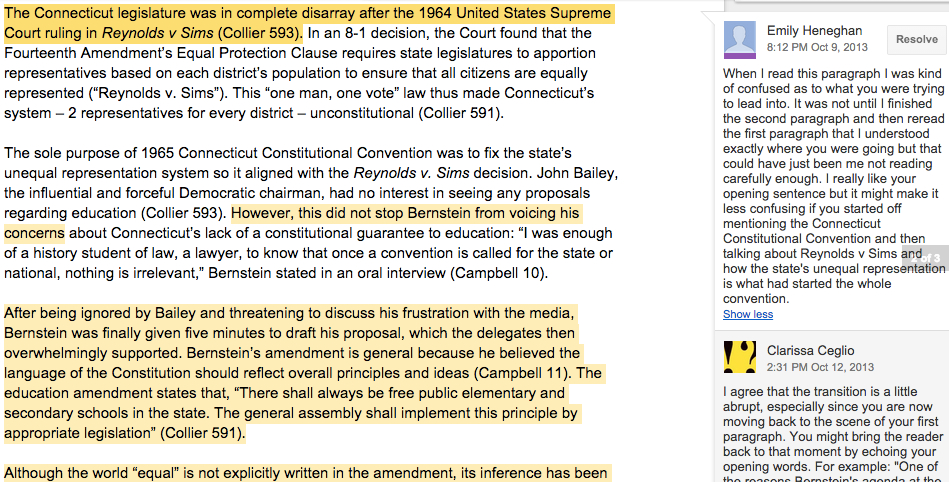 The Connecticut legislature was in complete disarray after the 1964 United States Supreme
Court ruling in Reynolds v Sims (Collier 593). In an 8-1 decision, the Court found that the
Fourteenth Amendment’s Equal Protection Clause requires state legislatures to apportion
representatives based on each district’s population to ensure that all citizens are equally
represented (“Reynolds v. Sims”). This “one man, one vote” law thus made Connecticut’s
system – 2 representatives for every district – unconstitutional (Collier 591).
The sole purpose of 1965 Connecticut Constitutional Convention was to fix the state’s
unequal representation system so it aligned with the Reynolds v. Sims decision. John Bailey,
the influential and forceful Democratic chairman, had no interest in seeing any proposals
regarding education (Collier 593). However, this did not stop Bernstein from voicing his
concerns about Connecticut’s lack of a constitutional guarantee to education: “I was enough
of a history student of law, a lawyer, to know that once a convention is called for the state or
national, nothing is irrelevant,” Bernstein stated in an oral interview (Campbell 10).
After being ignored by Bailey and threatening to discuss his frustration with the media,
Bernstein was finally given five minutes to draft his proposal, which the delegates then
overwhelmingly supported. Bernstein’s amendment is general because he believed the
language of the Constitution should reflect overall principles and ideas (Campbell 11). The
education amendment states that, “There shall always be free public elementary and
secondary schools in the state. The general assembly shall implement this principle by
appropriate legislation” (Collier 591).
Although the world “equal” is not explicitly written in the amendment, its inference has been
Emily Heneghan
8:12 PM Oct 9, 2013
Resolve
When I read this paragraph I was kind
of confused as to what you were trying
to lead into. It was not until I finished
the second paragraph and then reread
the first paragraph that I understood
exactly where you were going but that
could have just been me not reading
carefully enough. I really like your
opening sentence but it might make it
less confusing if you started off
mentioning the Connecticut
Constitutional Convention and then
talking about Reynolds v Sims and
how the state's unequal representation
is what had started the whole
convention.
2 of 3
Show less
Clarissa Ceglio
2:31 PM Oct 12, 2013
I agree that the transition is a little
abrupt, especially since you are now
moving back to the scene of your first
paragraph. You might bring the reader
back to that moment by echoing your
opening words. For example: "One of
the reasons Bernstein's agenda at the